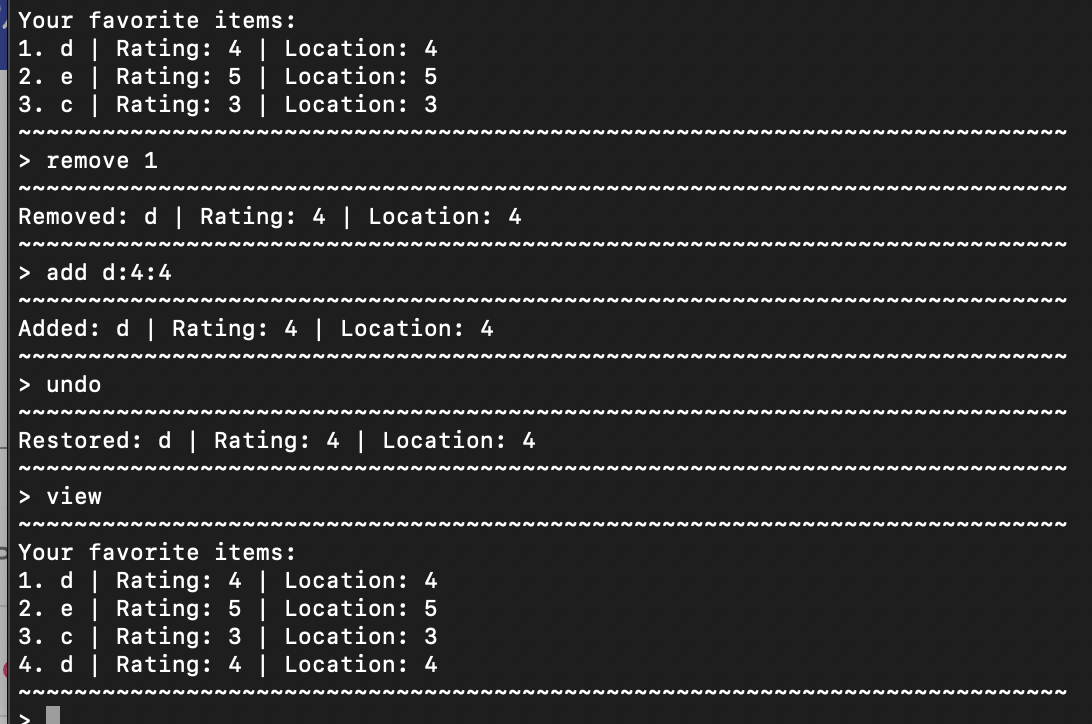 Your favorite items:
1. d | Rating: 4 | Location: 4
2. e | Rating: 5 | Location: 5
3. c | Rating: 3 | Location: 3
~~~~~~~~~~~~~~~~~~~~~~~~~~~~~~~~~~~~~~~~~~~~~~~~~~~~~~~~~~~~~~~~~~~~~~~~~~~
> remove 1
~~~~~~~~~~~~~~~~~~~~~~~~~~~~~~~~~~~~~~~~~~~~~~~~~~~~~~~~~~~~~~~~~~~~~~~~~~~
Removed: d | Rating: 4 | Location: 4
~~~~~~~~~~~~~~~~~~~~~~~~~~~~~~~~~~~~~~~~~~~~~~~~~~~~~~~~~~~~~~~~~~~~~~~~~~~
> add d:4:4
~~~~~~~~~~~~~~~~~~~~~~~~~~~~~~~~~~~~~~~~~~~~~~~~~~~~~~~~~~~~~~~~~~~~~~~~~~~
Added: d | Rating: 4 | Location: 4
~~~~~~~~~~~~~~~~~~~~~~~~~~~~~~~~~~~~~~~~~~~~~~~~~~~~~~~~~~~~~~~~~~~~~~~~~~~
> undo
~~~~~~~~~~~~~~~~~~~~~~~~~~~~~~~~~~~~~~~~~~~~~~~~~~~~~~~~~~~~~~~~~~~~~~~~~~~
Restored: d | Rating: 4 | Location: 4
~~~~~~~~~~~~~~~~~~~~~~~~~~~~~~~~~~~~~~~~~~~~~~~~~~~~~~~~~~~~~~~~~~~~~~~~~~~
> view
~~~~~~~~~~~~~~~~~~~~~~~~~~~~~~~~~~~~~~~~~~~~~~~~~~~~~~~~~~~~~~~~~~~~~~~~~~~
Your favorite items:
1. d | Rating: 4 | Location: 4
2. e | Rating: 5 | Location: 5
3. c | Rating: 3 | Location: 3
4. d | Rating: 4 | Location: 4
~~~~~~~~~~~~~~~~~~~~~~~~~~~~~~~~~~~~~~~~~~~~~~~~~~~~~~~~~~~~~~~~~~~~~~~~~~~
>